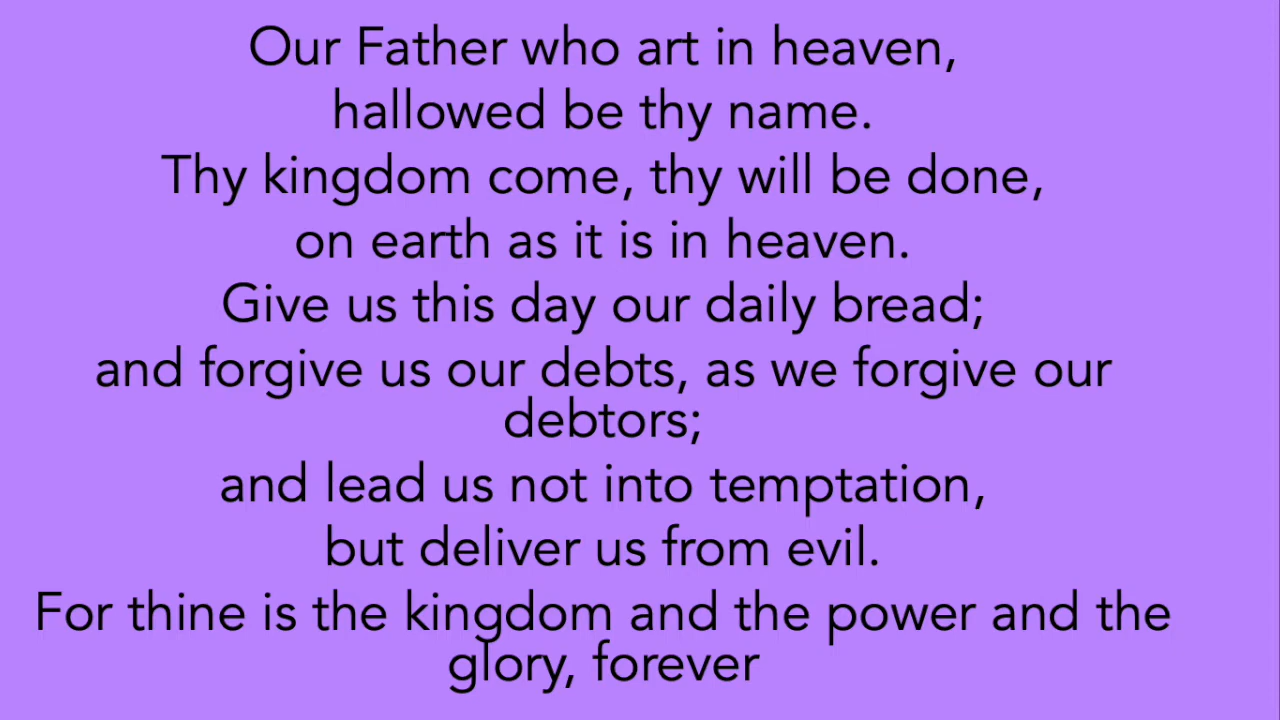 Our Father who art in heaven,
hallowed be thy name.
Thy kingdom come, thy will be done,
on earth as it is in heaven.
Give us this day our daily bread;
and forgive us our debts, as we forgive our
debtors;
and lead us not into temptation,
but deliver us from evil.
For thine is the kingdom and the power and the
glory, forever